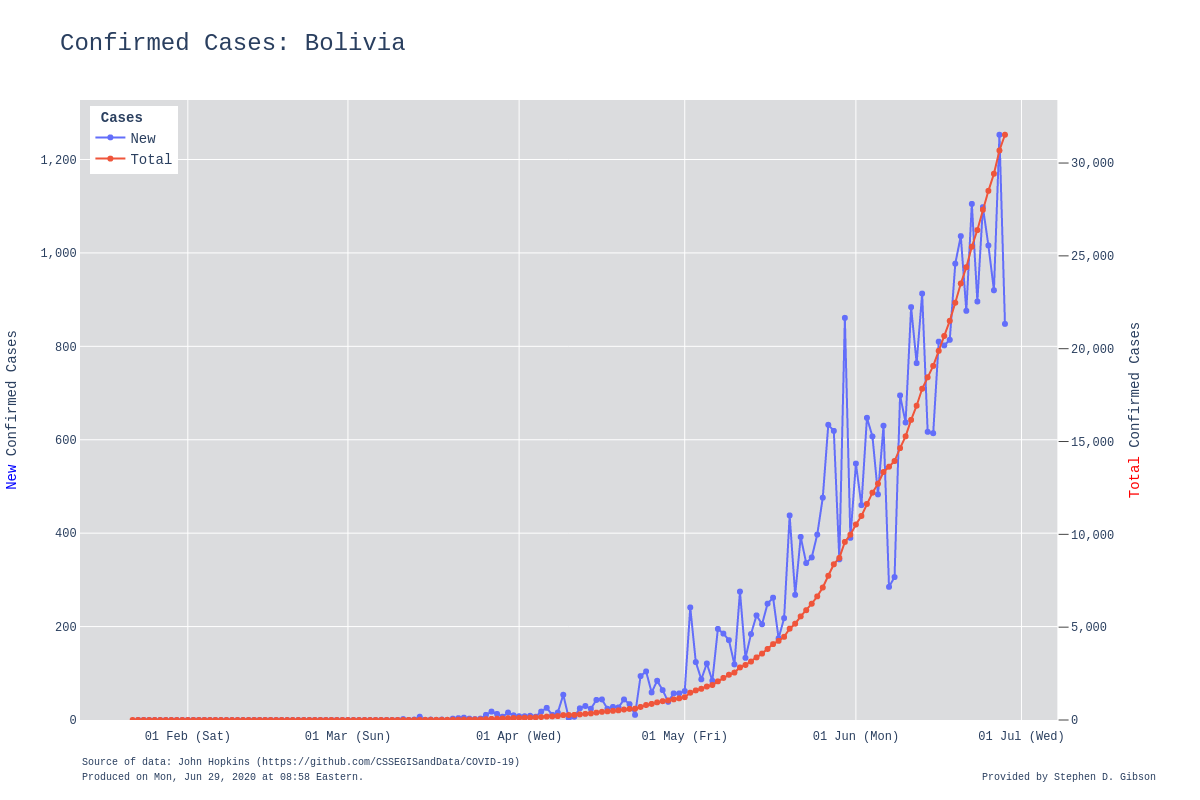 Confirmed Cases: Bolivia
Cases
New
Total
1,200
1,000
800
600
400
200
0
30,000
25,000
20,000
15,000
10,000
5,000
0
New Confirmed Cases
Total Confirmed Cases
01 Feb (Sat) 01 Mar (Sun) 01 Apr (Wed) 01 May (Fri) 01 Jun (Mon) 01 Jul (Wed)
Source of data: John Hopkins (https://github.com/CSSEGISandData/COVID-19)
Produced on Mon, Jun 29, 2020 at 08:58 Eastern.
Provided by Stephen D. Gibson